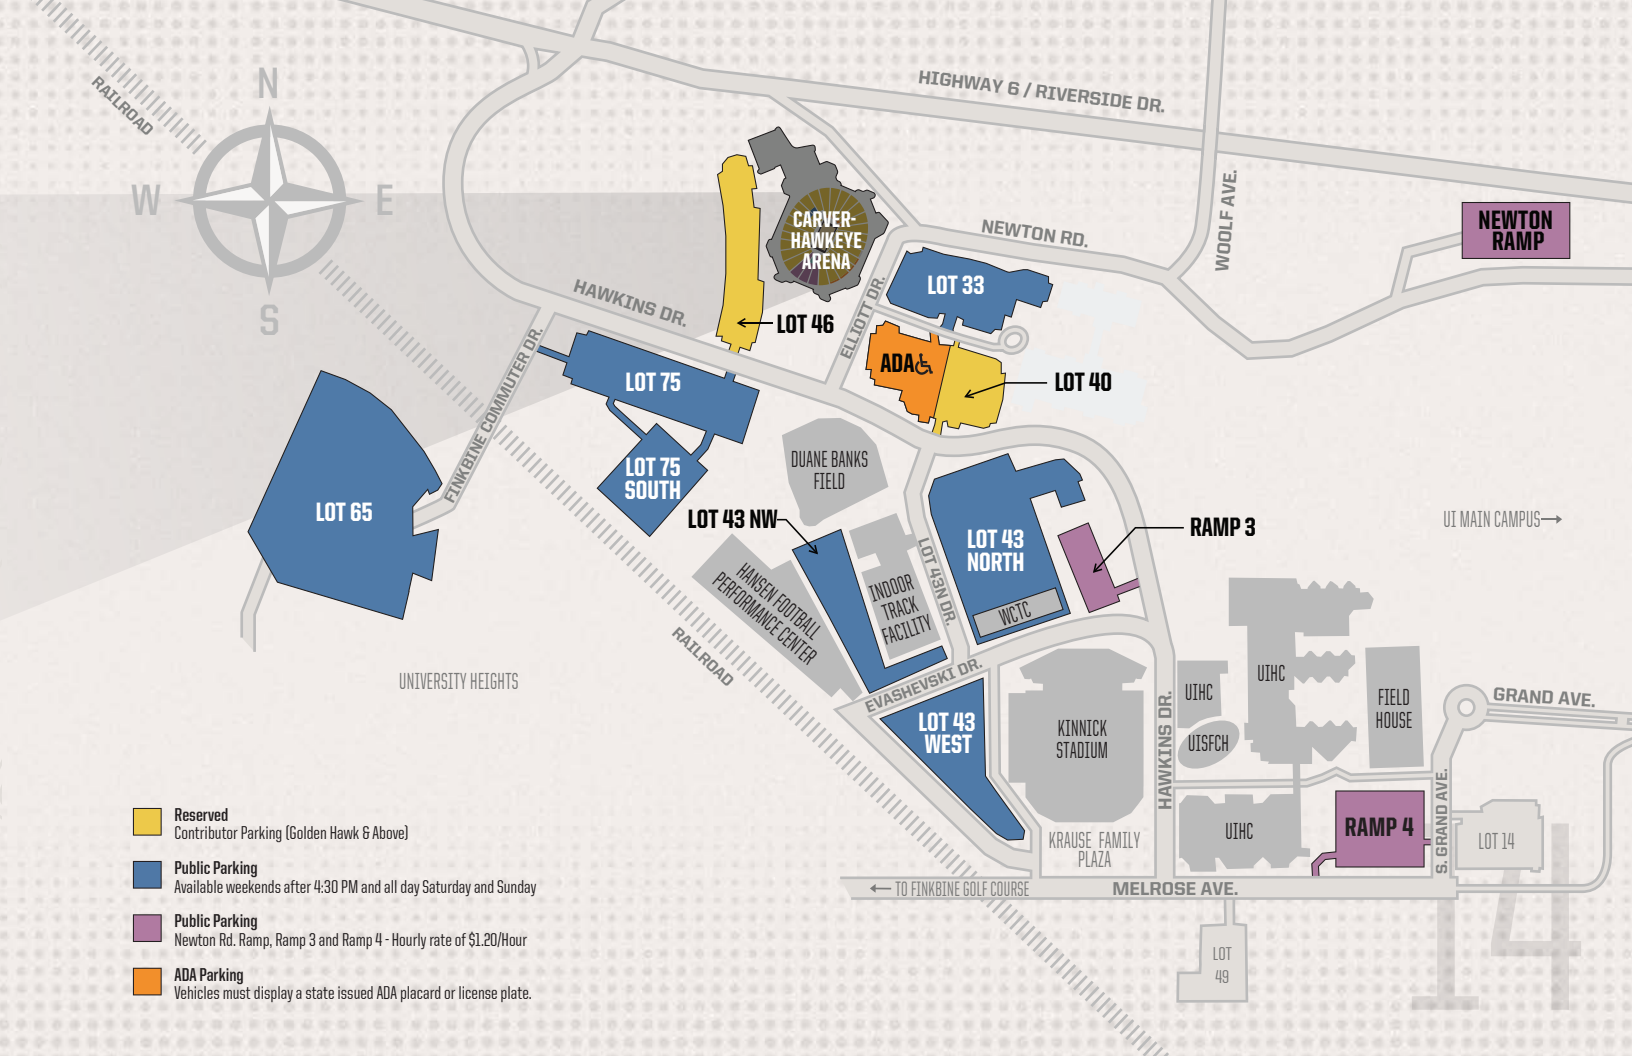 HIGHWAY 6 / RIVERSIDE DR.
N
RAILROAD
W
E
S
WOOLF AVE.
NEWTON
RAMP
CARVER-
HAWKEYE
ARENA
NEWTON RD.
LOT 33
HAWKINS DR.
LOT 46
ELLIOTT DR.
ADA
LOT 40
LOT 75
FINKBINE COMMUTER DR.
LOT 75
SOUTH
DUANE BANKS
FIELD
LOT 65
LOT 43 NW
LOT 43N DR.
LOT 43
NORTH
RAMP 3
UI MAIN CAMPUS
HANSEN FOOTBALL
PERFORMANCE CENTER
INDOOR
TRACK
FACILITY
WCTC
RAILROAD
UNIVERSITY HEIGHTS
EVASHEVSKI DR.
LOT 43
WEST
KINNICK
STADIUM
HAWKINS DR.
UIHC
UIHC
UISFCH
FIELD
HOUSE
GRAND AVE.
S. GRAND AVE.
UIHC
RAMP 4
LOT 14
KRAUSE FAMILY
PLAZA
TO FINKBINE GOLF COURSE
MELROSE AVE.
LOT
49
14
Reserved
Contributor Parking (Golden Hawk & Above)
Public Parking
Available weekends after 4:30 PM and all day Saturday and Sunday
Public Parking
Newton Rd. Ramp, Ramp 3 and Ramp 4 - Hourly rate of $1.20/Hour
ADA Parking
Vehicles must display a state issued ADA placard or license plate.